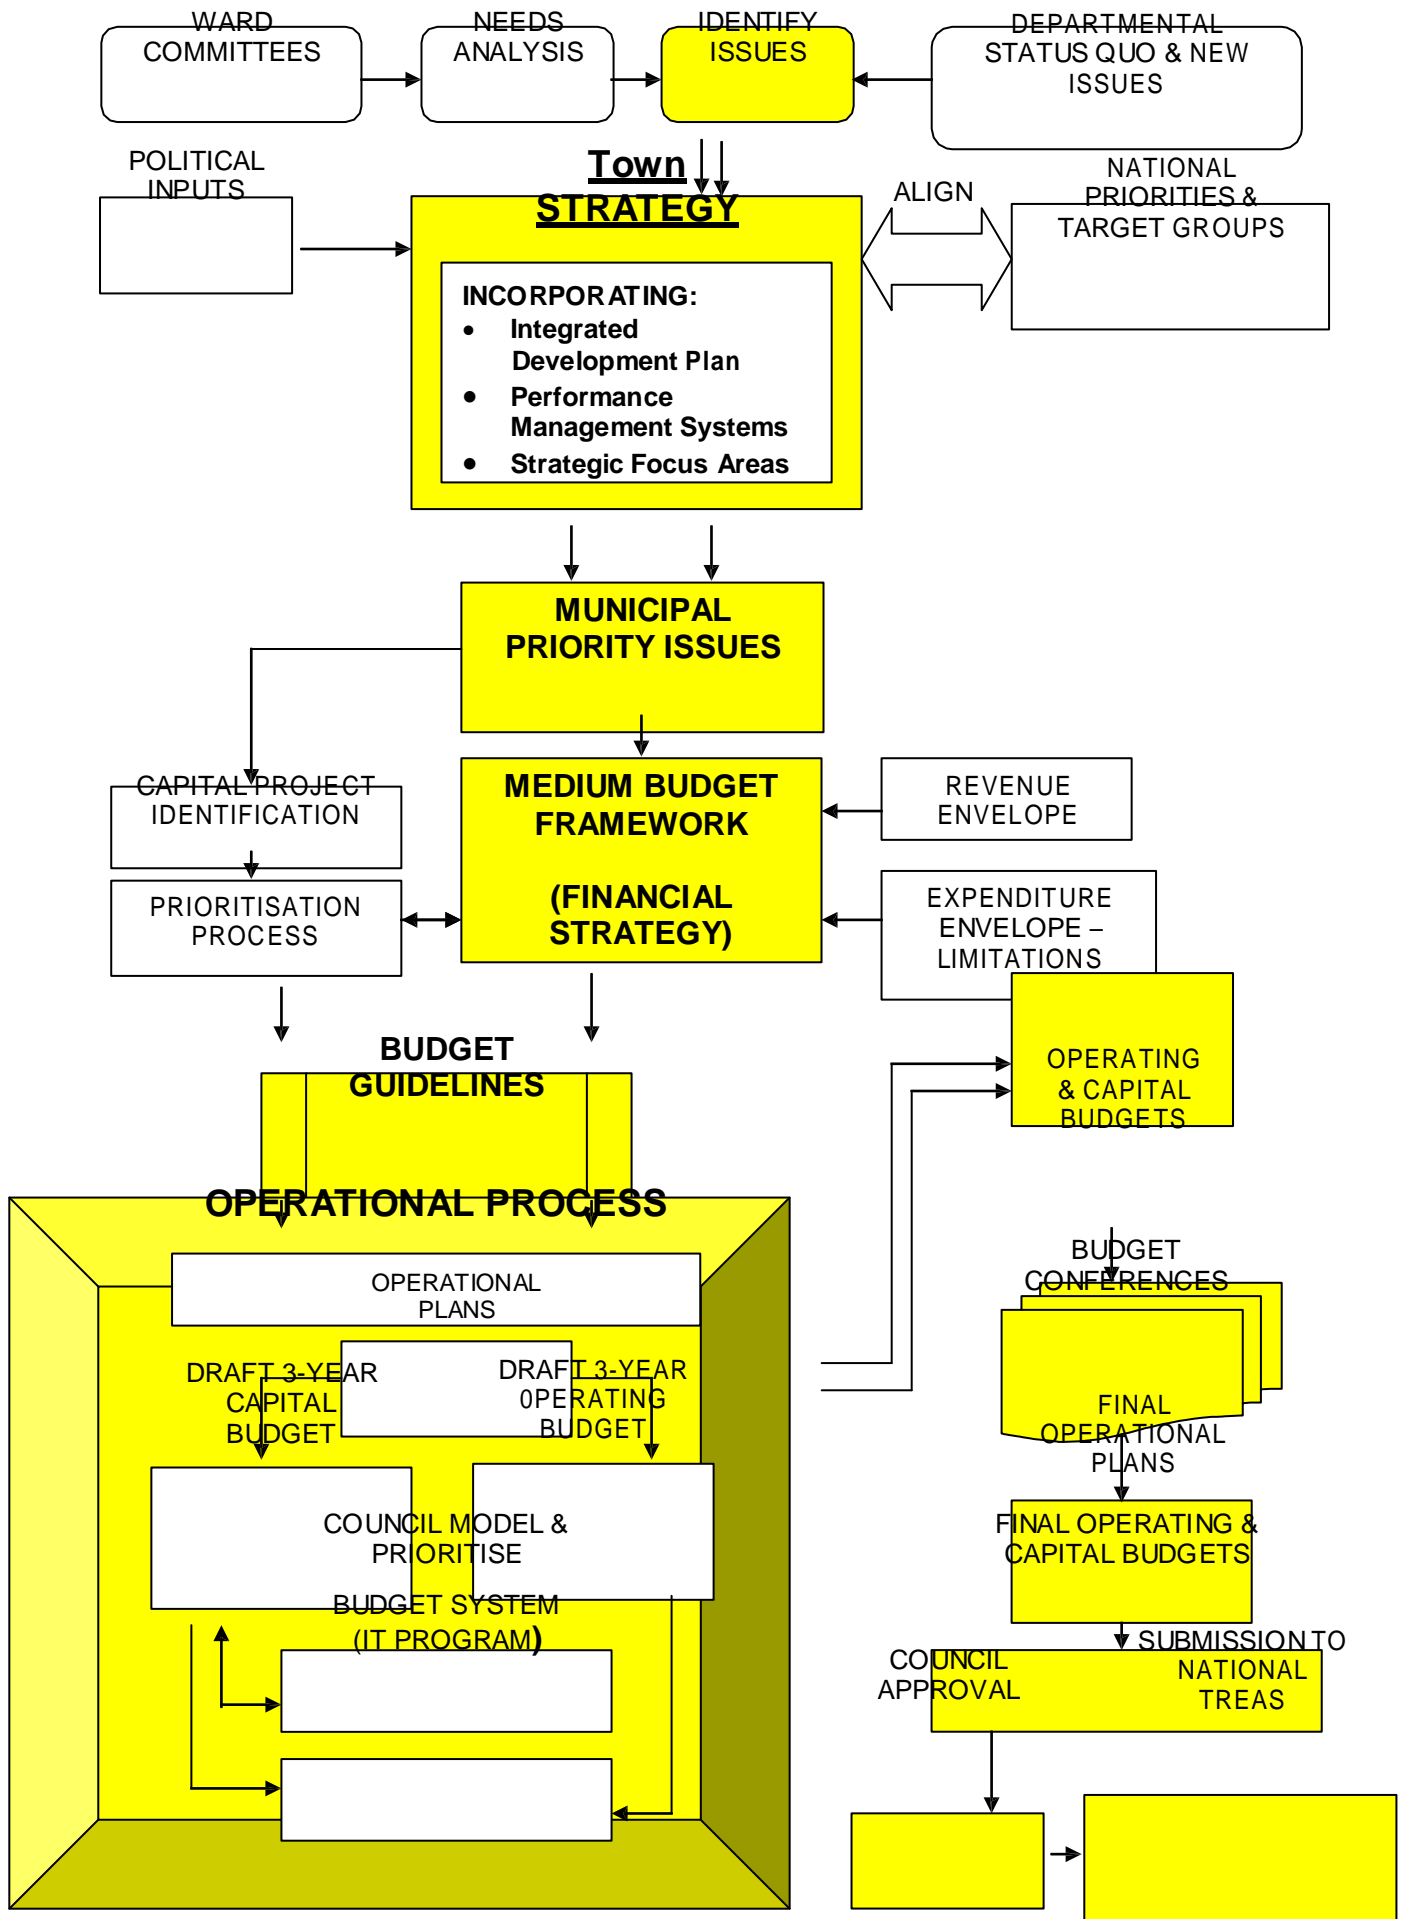 WARD
COMMITTEES
NEEDS
ANALYSIS
IDENTIFY
ISSUES
DEPARTMENTAL
STATUS QUO & NEW
ISSUES
POLITICAL
INPUTS
Town
STRATEGY
ALIGN
NATIONAL
PRIORITIES &
TARGET GROUPS
INCORPORATING:
• Integrated
Development Plan
• Performance
Management Systems
• Strategic Focus Areas
MUNICIPAL
PRIORITY ISSUES
CAPITAL PROJECT
IDENTIFICATION
MEDIUM BUDGET
FRAMEWORK
(FINANCIAL
STRATEGY)
REVENUE
ENVELOPE
PRIORITISATION
PROCESS
EXPENDITURE
ENVELOPE –
LIMITATIONS
BUDGET
GUIDELINES
OPERATING
& CAPITAL
BUDGETS
OPERATIONAL PROCESS
OPERATIONAL
PLANS
DRAFT 3-YEAR
CAPITAL
BUDGET
DRAFT 3-YEAR
0PERATING
BUDGET
COUNCIL MODEL &
PRIORITISE
BUDGET SYSTEM
(IT PROGRAM)
BUDGET
CONFERENCES
FINAL
OPERATIONAL
PLANS
FINAL OPERATING &
CAPITAL BUDGETS
COUNCIL
APPROVAL
SUBMISSION TO
NATIONAL
TREAS